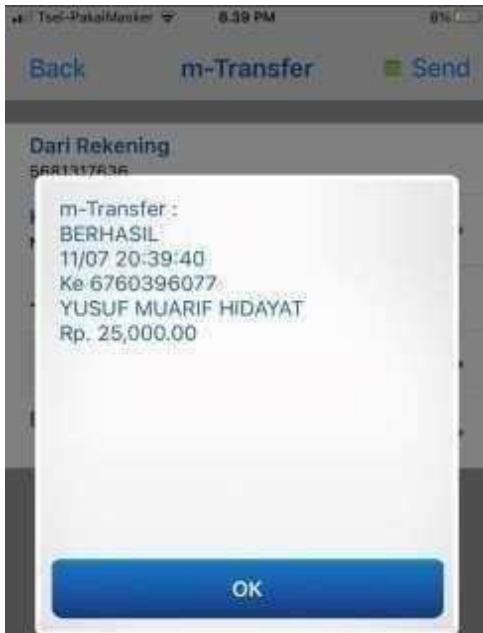 Tsel-PakaiMasker 8.39 PM 8%
Back m-Transfer Send
Dari Rekening
5681317636
m-Transfer :
BERHASIL
11/07 20:39:40
Ke 6760396077
YUSUF MUARIF HIDAYAT
Rp. 25,000.00
OK